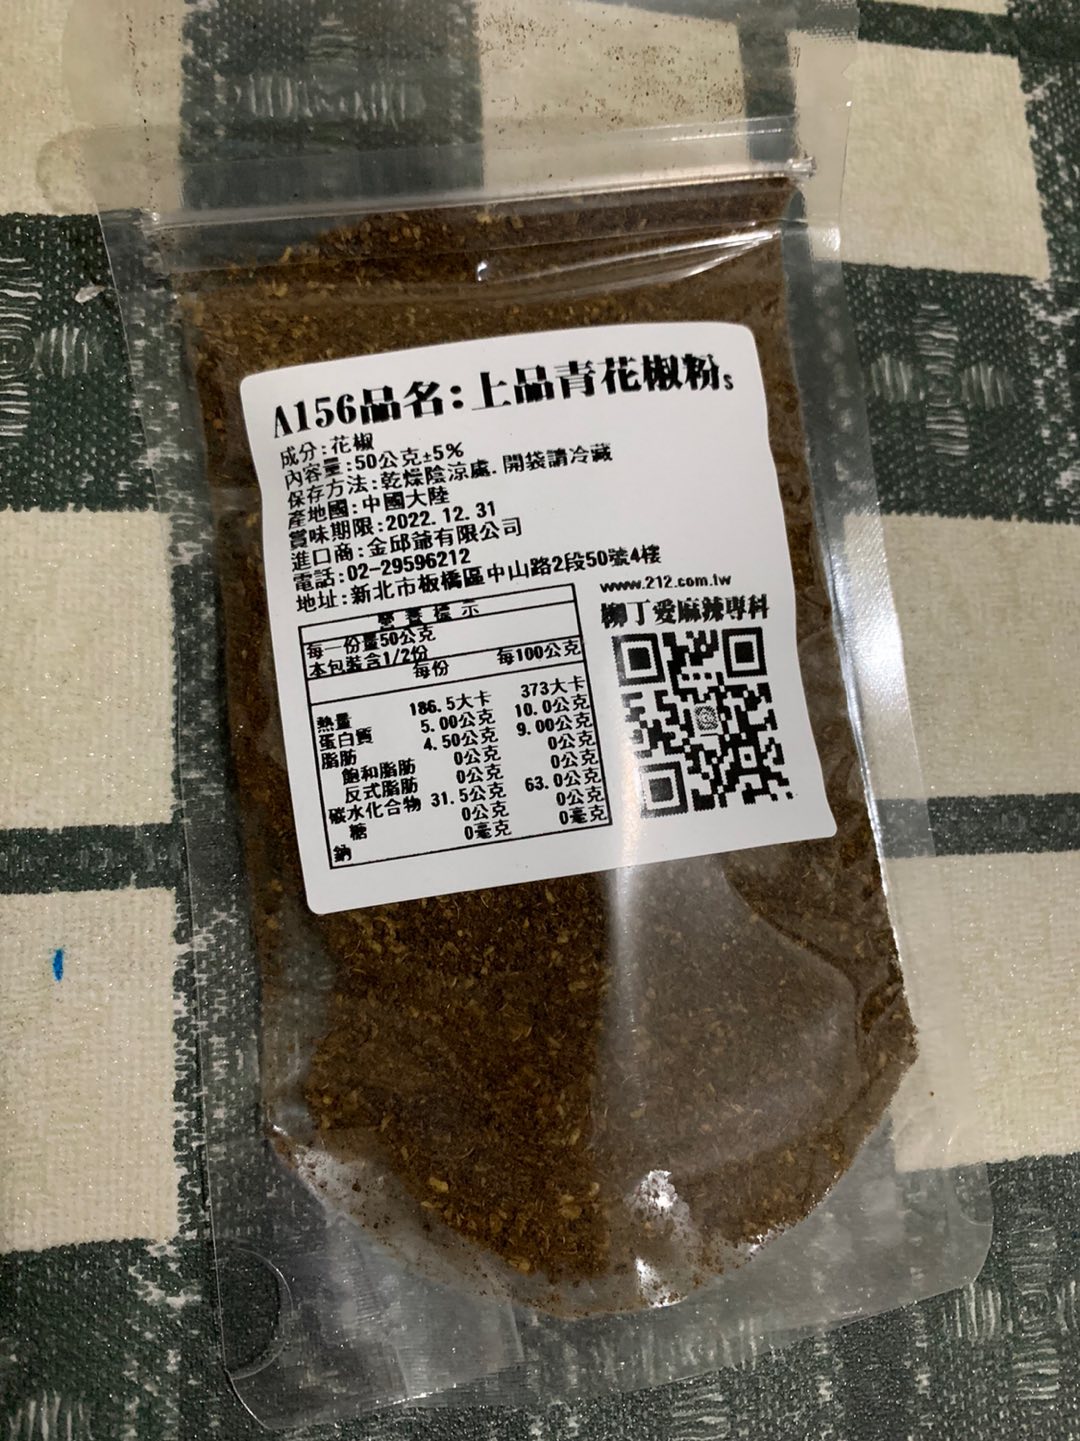 A156品名:上品青花椒粉s
成分:花椒
內容量:50公克±5%
保存方法:乾燥陰涼處.開袋請冷藏
產地國:中國大陸
賞味期限:2022.12.31
進口商:金邱爺有限公司
電話:02-29596212
地址:新北市板橋區中山路2段50號4樓
www.212.com.tw
柳丁愛麻辣專科
營養標示
每一份量50公克
本包裝含1/2份
每份 每100公克
熱量 186.5大卡 373大卡
蛋白質 5.00公克 10.0公克
脂肪 4.50公克 9.00公克
飽和脂肪 0公克 0公克
反式脂肪 0公克 0公克
碳水化合物 31.5公克 63.0公克
糖 0公克 0公克
鈉 0毫克 0毫克